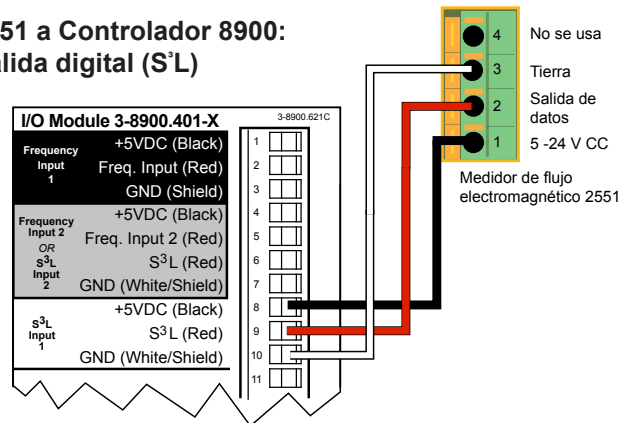 51 a Controlador 8900:
alida digital (S³L)
I/O Module 3-8900.401-X
3-8900.621C
Frequency
Input
1
+5VDC (Black)
Freq. Input (Red)
GND (Shield)
Frequency
Input 2
OR
S³L
Input
2
+5VDC (Black)
Freq. Input 2 (Red)
S³L (Red)
GND (White/Shield)
S³L
Input
1
+5VDC (Black)
S³L (Red)
GND (White/Shield)
1
2
3
4
5
6
7
8
9
10
11
4 No se usa
3 Tierra
2 Salida de
datos
1 5 -24 V CC
Medidor de flujo
electromagnético 2551